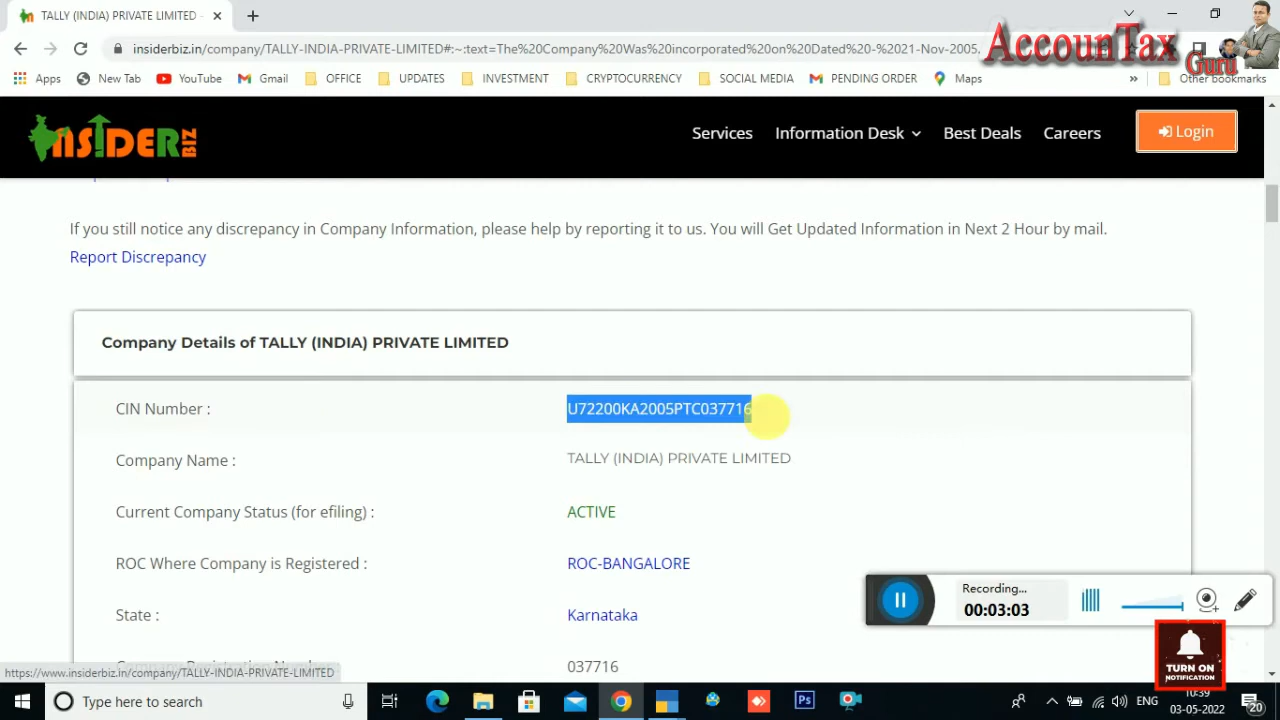 TALLY (INDIA) PRIVATE LIMITED -
insiderbiz.in/company/TALLY-INDIA-PRIVATE-LIMITED#:~:text=The%20Company%20Was%20incorporated%20on%20Dated%20-%2021-Nov-2005.
AccounTax
Guru
Apps New Tab YouTube Gmail OFFICE UPDATES INVESTMENT CRYPTOCURRENCY SOCIAL MEDIA PENDING ORDER Maps » Other bookmarks
INSIDER BIZ
Services Information Desk Best Deals Careers Login
If you still notice any discrepancy in Company Information, please help by reporting it to us. You will Get Updated Information in Next 2 Hour by mail.
Report Discrepancy
Company Details of TALLY (INDIA) PRIVATE LIMITED
CIN Number : U72200KA2005PTC037716
Company Name : TALLY (INDIA) PRIVATE LIMITED
Current Company Status (for efiling) : ACTIVE
ROC Where Company is Registered : ROC-BANGALORE
Recording...
00:03:03
State : Karnataka
037716
https://www.insiderbiz.in/company/TALLY-INDIA-PRIVATE-LIMITED
TURN ON
NOTIFICATION
Type here to search
Ps
ENG
10:39
03-05-2022
20